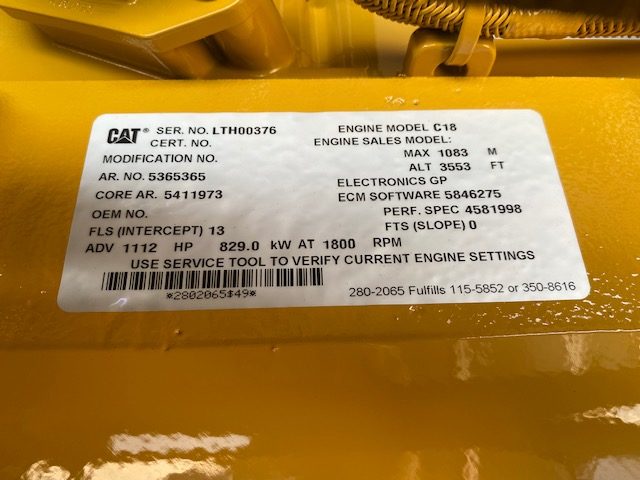 CAT® SER. NO. LTH00376 ENGINE MODEL C18
CERT. NO. ENGINE SALES MODEL:
MODIFICATION NO. MAX 1083 M
ALT 3553 FT
AR. NO. 5365365 ELECTRONICS GP
CORE AR. 5411973 ECM SOFTWARE 5846275
OEM NO. PERF. SPEC 4581998
FLS (INTERCEPT) 13 FTS (SLOPE) 0
ADV 1112 HP 829.0 kW AT 1800 RPM
USE SERVICE TOOL TO VERIFY CURRENT ENGINE SETTINGS
*2802065$49* 280-2065 Fulfills 115-5852 or 350-8616